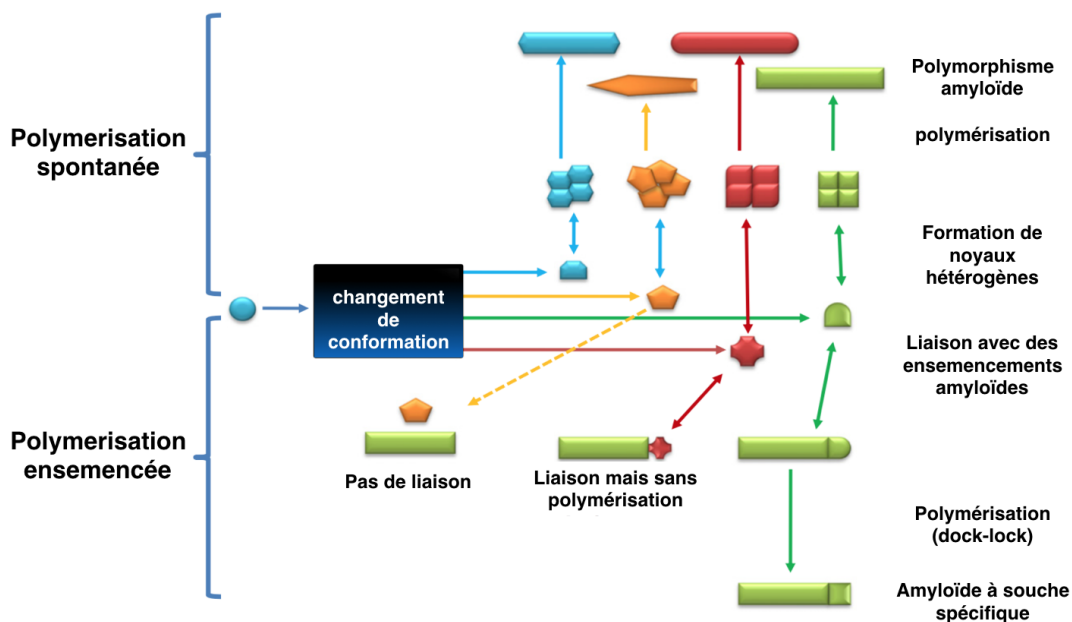 Polymorphisme
amyloïde
Polymerisation
spontanée
polymérisation
Formation de
noyaux
hétérogènes
changement
de
conformation
Liaison avec des
ensemencements
amyloïdes
Polymerisation
ensemencée
Pas de liaison
Liaison mais sans
polymérisation
Polymérisation
(dock-lock)
Amyloïde à souche
spécifique